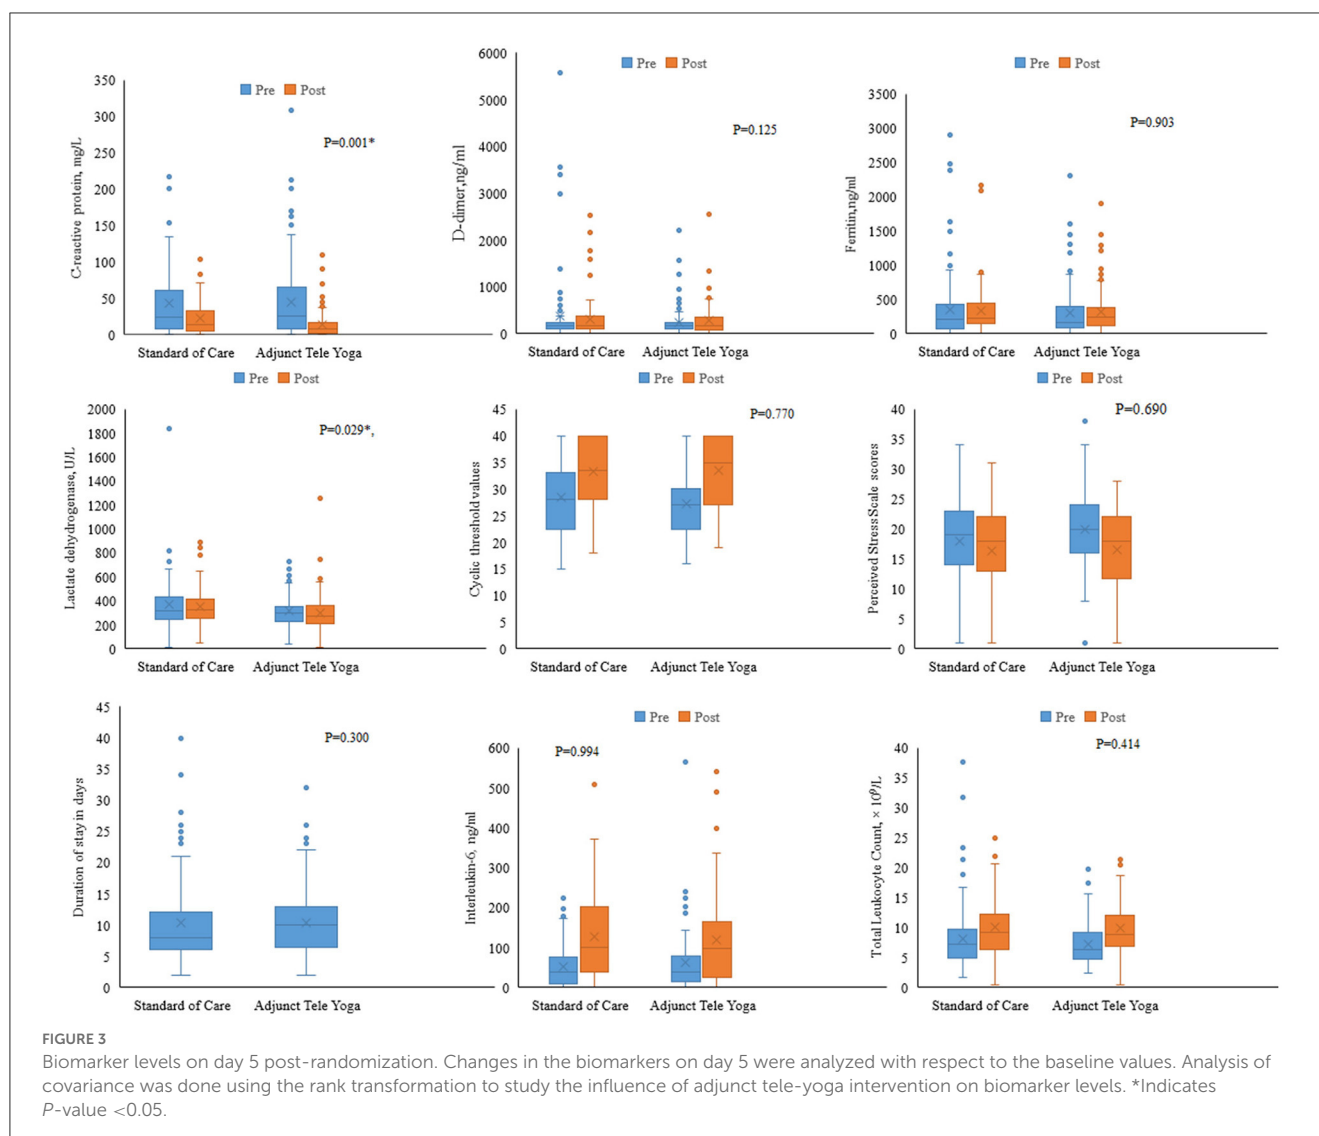 Pre Post
C-reactive protein, mg/L
350
300
250
200
150
100
50
0
P=0.001*
Standard of Care Adjunct Tele Yoga
Pre Post
D-dimer,ng/ml
6000
5000
4000
3000
2000
1000
0
P=0.125
Standard of Care Adjunct Tele Yoga
Pre Post
Ferritin,ng/ml
3500
3000
2500
2000
1500
1000
500
0
P=0.903
Standard of Care Adjunct Tele Yoga
Pre Post
Lactate dehydrogenase, U/L
2000
1800
1600
1400
1200
1000
800
600
400
200
0
P=0.029*,
Standard of Care Adjunct Tele Yoga
Pre Post
Cyclic threshold values
45
40
35
30
25
20
15
10
5
0
P=0.770
Standard of Care Adjunct Tele Yoga
Pre Post
Perceived StressScale scores
40
35
30
25
20
15
10
5
0
P=0.690
Standard of Care Adjunct Tele Yoga
Duration of stay in days
45
40
35
30
25
20
15
10
5
0
P=0.300
Standard of Care Adjunct Tele Yoga
Pre Post
Interleukin-6, ng/ml
600
500
400
300
200
100
0
P=0.994
Standard of Care Adjunct Tele Yoga
Pre Post
Total Leukocyte Count, × 10⁹/L
40
35
30
25
20
15
10
5
0
P=0.414
Standard of Care Adjunct Tele Yoga
FIGURE 3
Biomarker levels on day 5 post-randomization. Changes in the biomarkers on day 5 were analyzed with respect to the baseline values. Analysis of
covariance was done using the rank transformation to study the influence of adjunct tele-yoga intervention on biomarker levels. *Indicates
P-value <0.05.